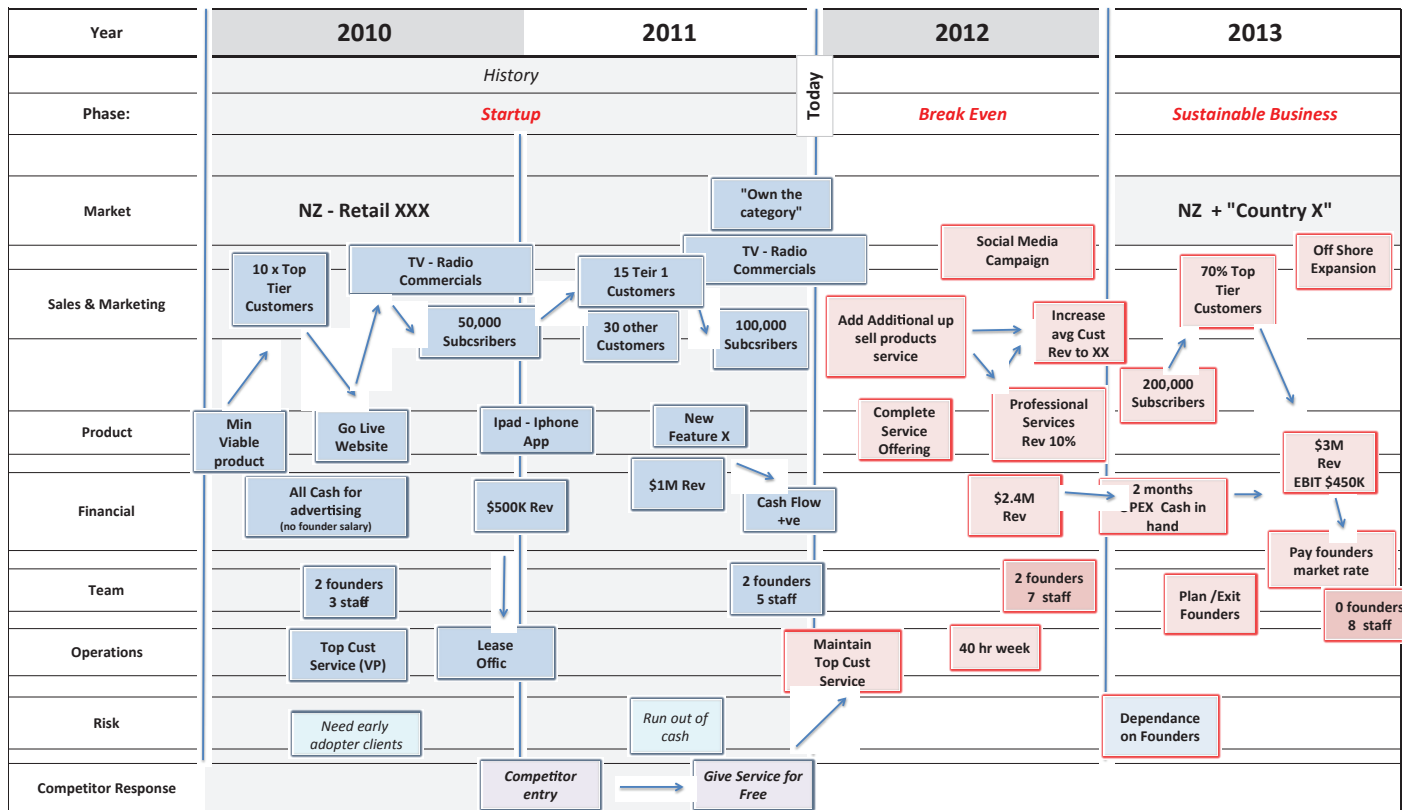 Year
2010
2011
2012
2013
History
Today
Phase:
Startup
Break Even
Sustainable Business
Market
NZ - Retail XXX
"Own the
category"
NZ + "Country X"
Sales & Marketing
10 x Top
Tier
Customers
TV - Radio
Commercials
50,000
Subcsribers
15 Teir 1
Customers
30 other
Customers
TV - Radio
Commercials
100,000
Subcsribers
Social Media
Campaign
Add Additional up
sell products
service
Increase
avg Cust
Rev to XX
70% Top
Tier
Customers
Off Shore
Expansion
200,000
Subscribers
Product
Min
Viable
product
Go Live
Website
Ipad - Iphone
App
New
Feature X
Complete
Service
Offering
Professional
Services
Rev 10%
Financial
All Cash for
advertising
(no founder salary)
$500K Rev
$1M Rev
Cash Flow
+ve
$2.4M
Rev
2 months
PEX Cash in
hand
$3M
Rev
EBIT $450K
Pay founders
market rate
Team
2 founders
3 staff
2 founders
5 staff
2 founders
7 staff
Plan /Exit
Founders
0 founders
8 staff
Operations
Top Cust
Service (VP)
Lease
Offic
Maintain
Top Cust
Service
40 hr week
Risk
Need early
adopter clients
Run out of
cash
Dependance
on Founders
Competitor Response
Competitor
entry
Give Service for
Free